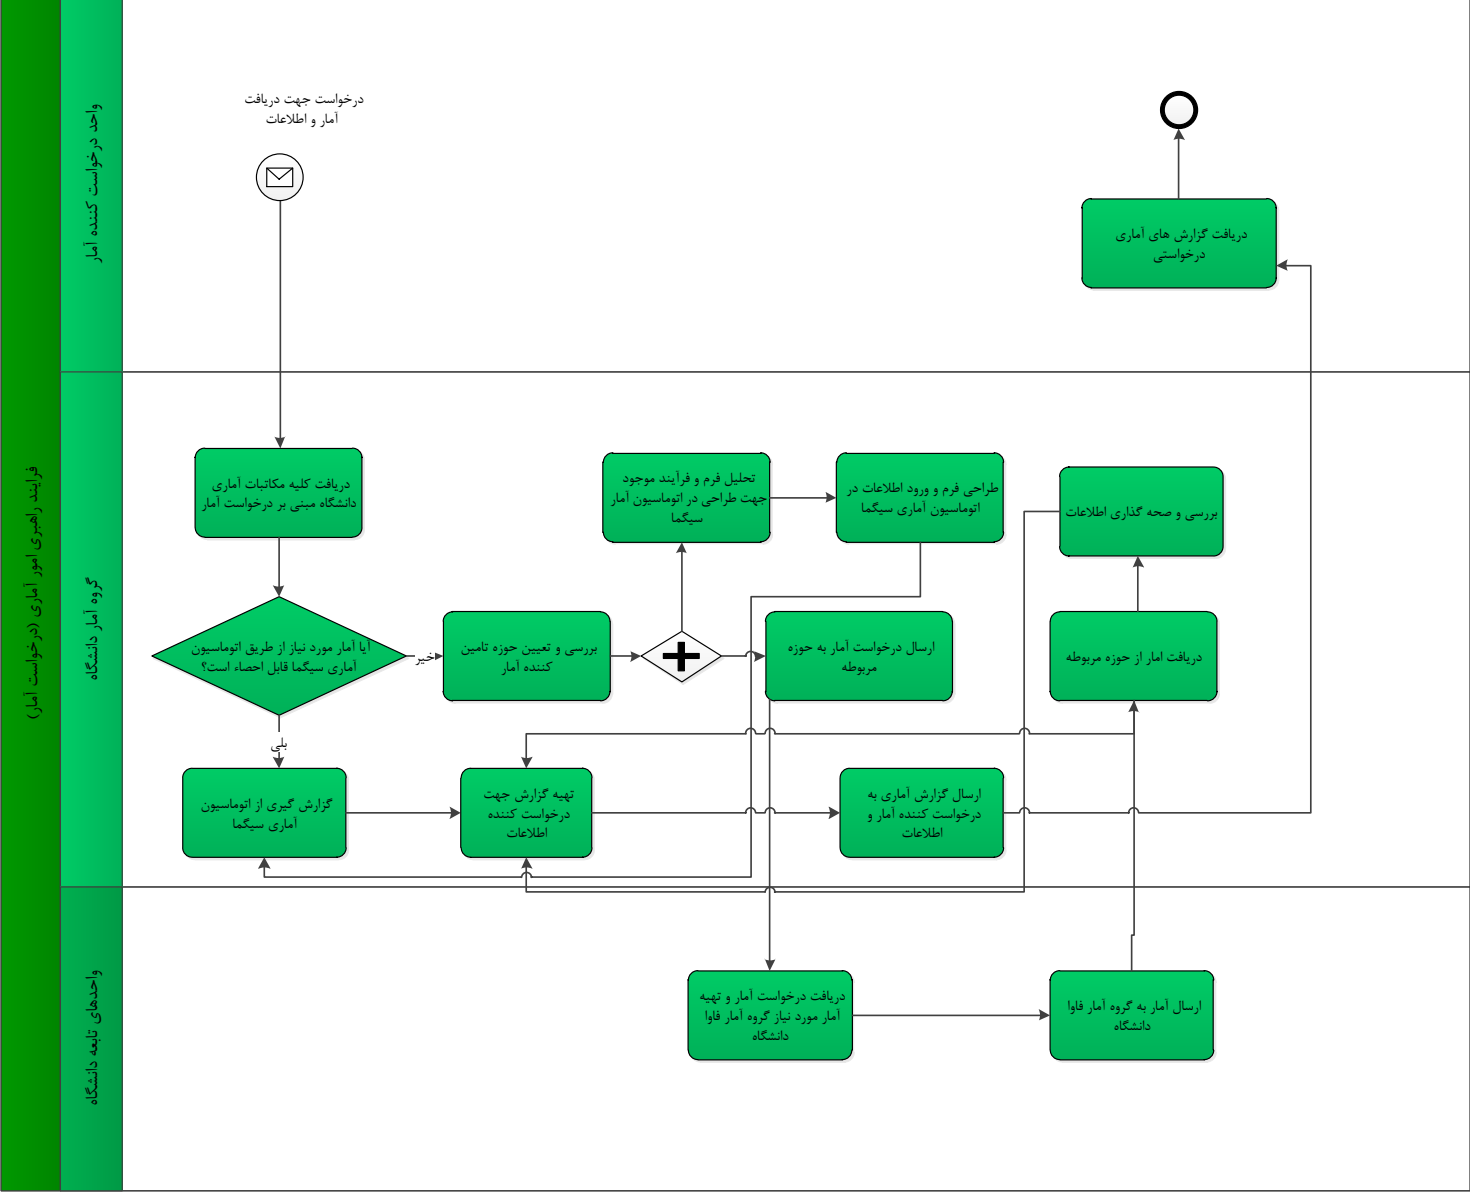 فرایند راهبری امور آماری (درخواست آمار)
واحد درخواست کننده آمار
درخواست جهت دریافت
آمار و اطلاعات
دریافت گزارش های آماری
درخواستی
گروه آمار دانشگاه
دریافت کلیه مکاتبات آماری
دانشگاه مبنی بر درخواست آمار
آیا آمار مورد نیاز از طریق اتوماسیون
آماری سیگما قابل احصاء است؟
خیر
بلی
بررسی و تعیین حوزه تامین
کننده آمار
تحلیل فرم و فرآیند موجود
جهت طراحی در اتوماسیون آمار
سیگما
طراحی فرم و ورود اطلاعات در
اتوماسیون آماری سیگما
ارسال درخواست آمار به حوزه
مربوطه
بررسی و صحه گذاری اطلاعات
دریافت امار از حوزه مربوطه
گزارش گیری از اتوماسیون
آماری سیگما
تهیه گزارش جهت
درخواست کننده
اطلاعات
ارسال گزارش آماری به
درخواست کننده آمار و
اطلاعات
واحدهای تابعه دانشگاه
دریافت درخواست آمار و تهیه
آمار مورد نیاز گروه آمار فاوا
دانشگاه
ارسال آمار به گروه آمار فاوا
دانشگاه